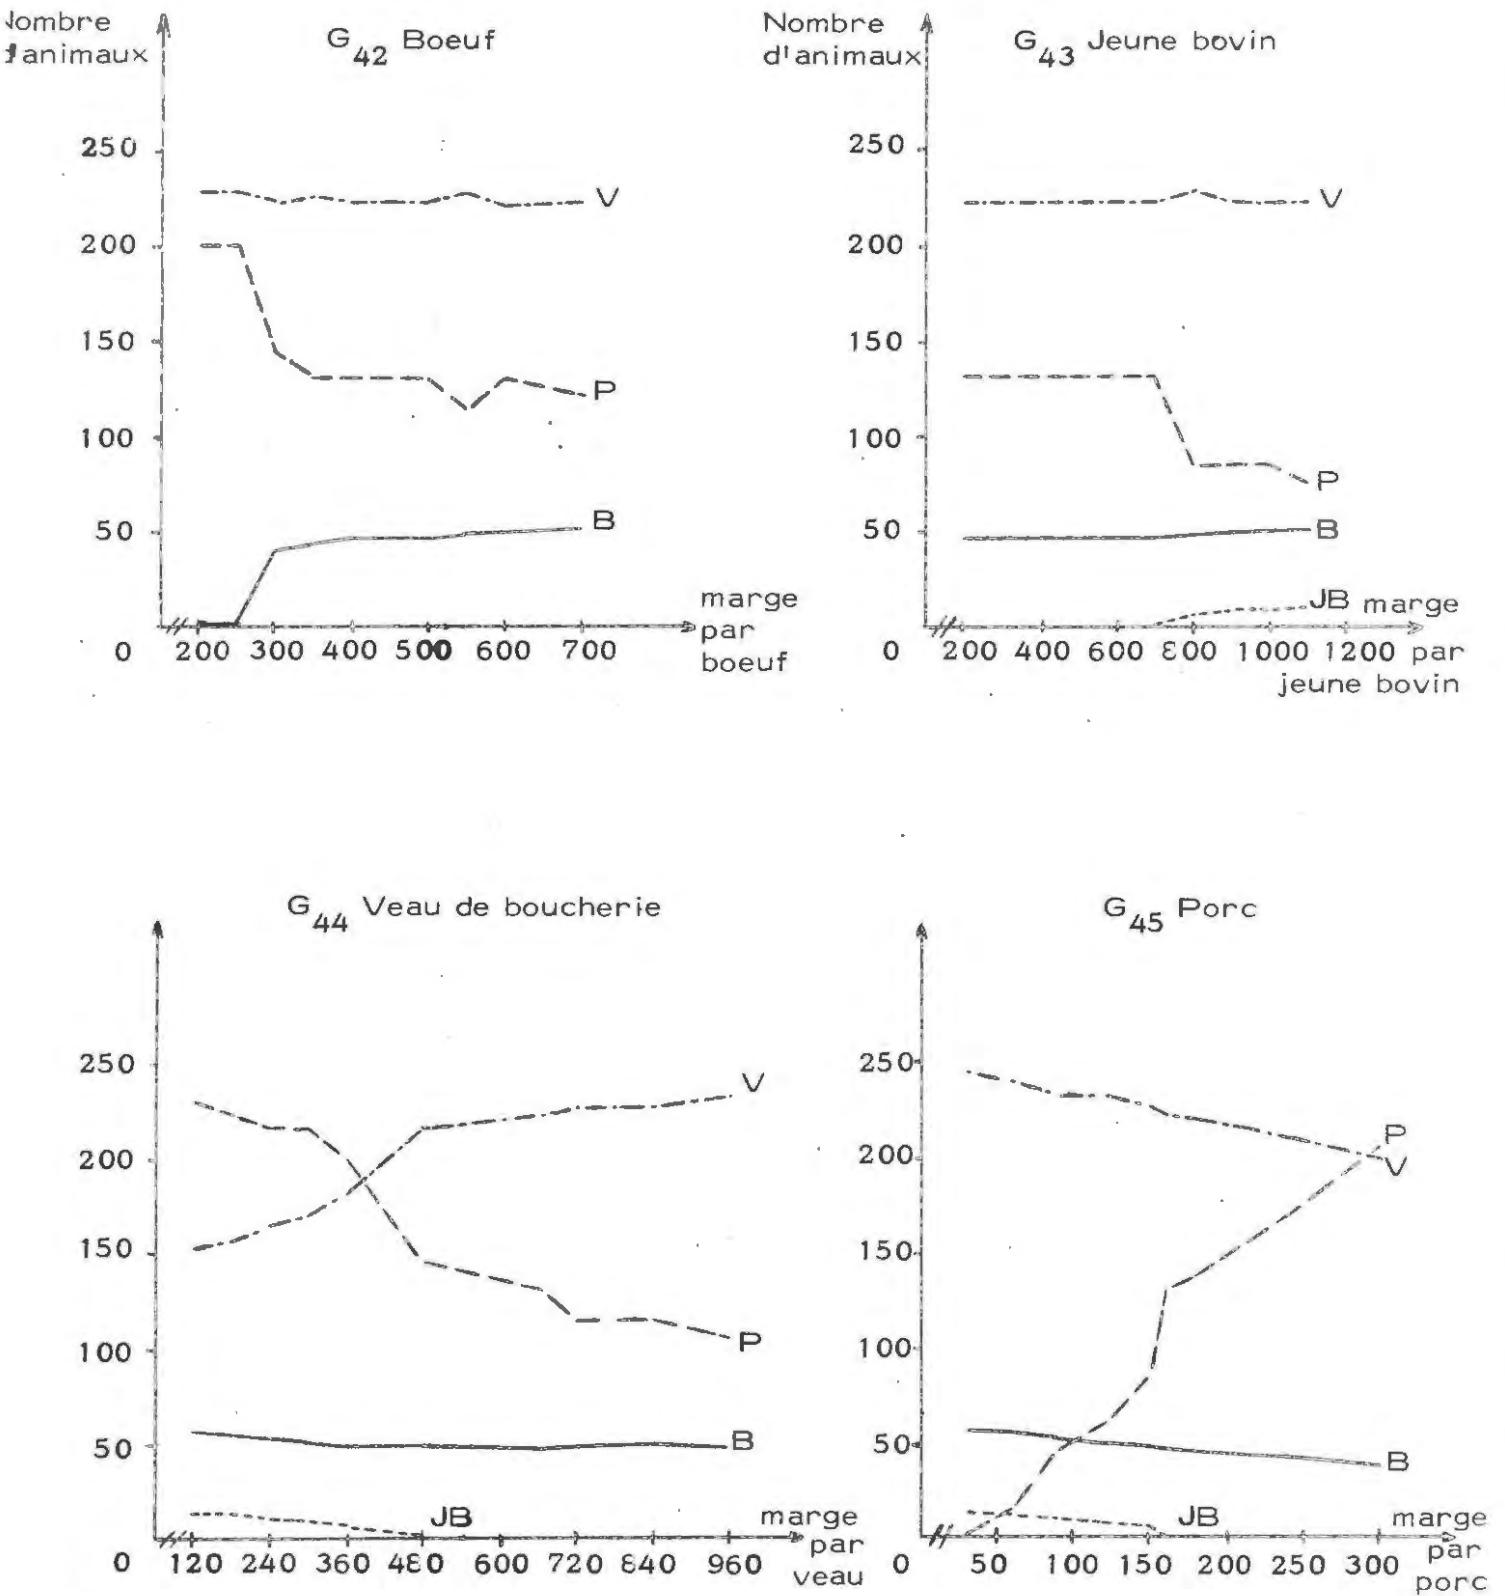 Nombre
d'animaux
G42 Boeuf
250
200
150
100
50
0
V
P
B
200 300 400 500 600 700
marge
par
boeuf
Nombre
d'animaux
G43 Jeune bovin
250
200
150
100
50
0
V
P
B
JB
200 400 600 800 1000 1200
marge
par
jeune bovin
G44 Veau de boucherie
250
200
150
100
50
0
V
P
B
JB
120 240 360 480 600 720 840 960
marge
par
veau
G45 Porc
250
200
150
100
50
0
P
V
B
JB
50 100 150 200 250 300
marge
par
porc